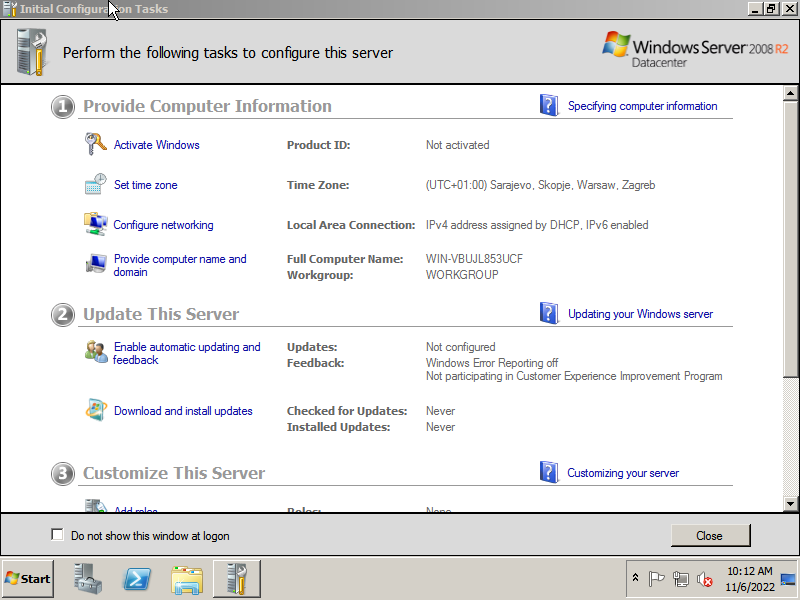 Initial Configuration Tasks
Perform the following tasks to configure this server
Windows Server 2008 R2
Datacenter
1 Provide Computer Information
Specifying computer information
Activate Windows Product ID: Not activated
Set time zone Time Zone: (UTC+01:00) Sarajevo, Skopje, Warsaw, Zagreb
Configure networking Local Area Connection: IPv4 address assigned by DHCP, IPv6 enabled
Provide computer name and domain
Full Computer Name: WIN-VBUJL853UCF
Workgroup: WORKGROUP
2 Update This Server
Updating your Windows server
Enable automatic updating and feedback
Updates: Not configured
Feedback: Windows Error Reporting off
Not participating in Customer Experience Improvement Program
Download and install updates
Checked for Updates: Never
Installed Updates: Never
3 Customize This Server
Customizing your server
Add roles Roles: None
Do not show this window at logon
Close
Start
10:12 AM
11/6/2022